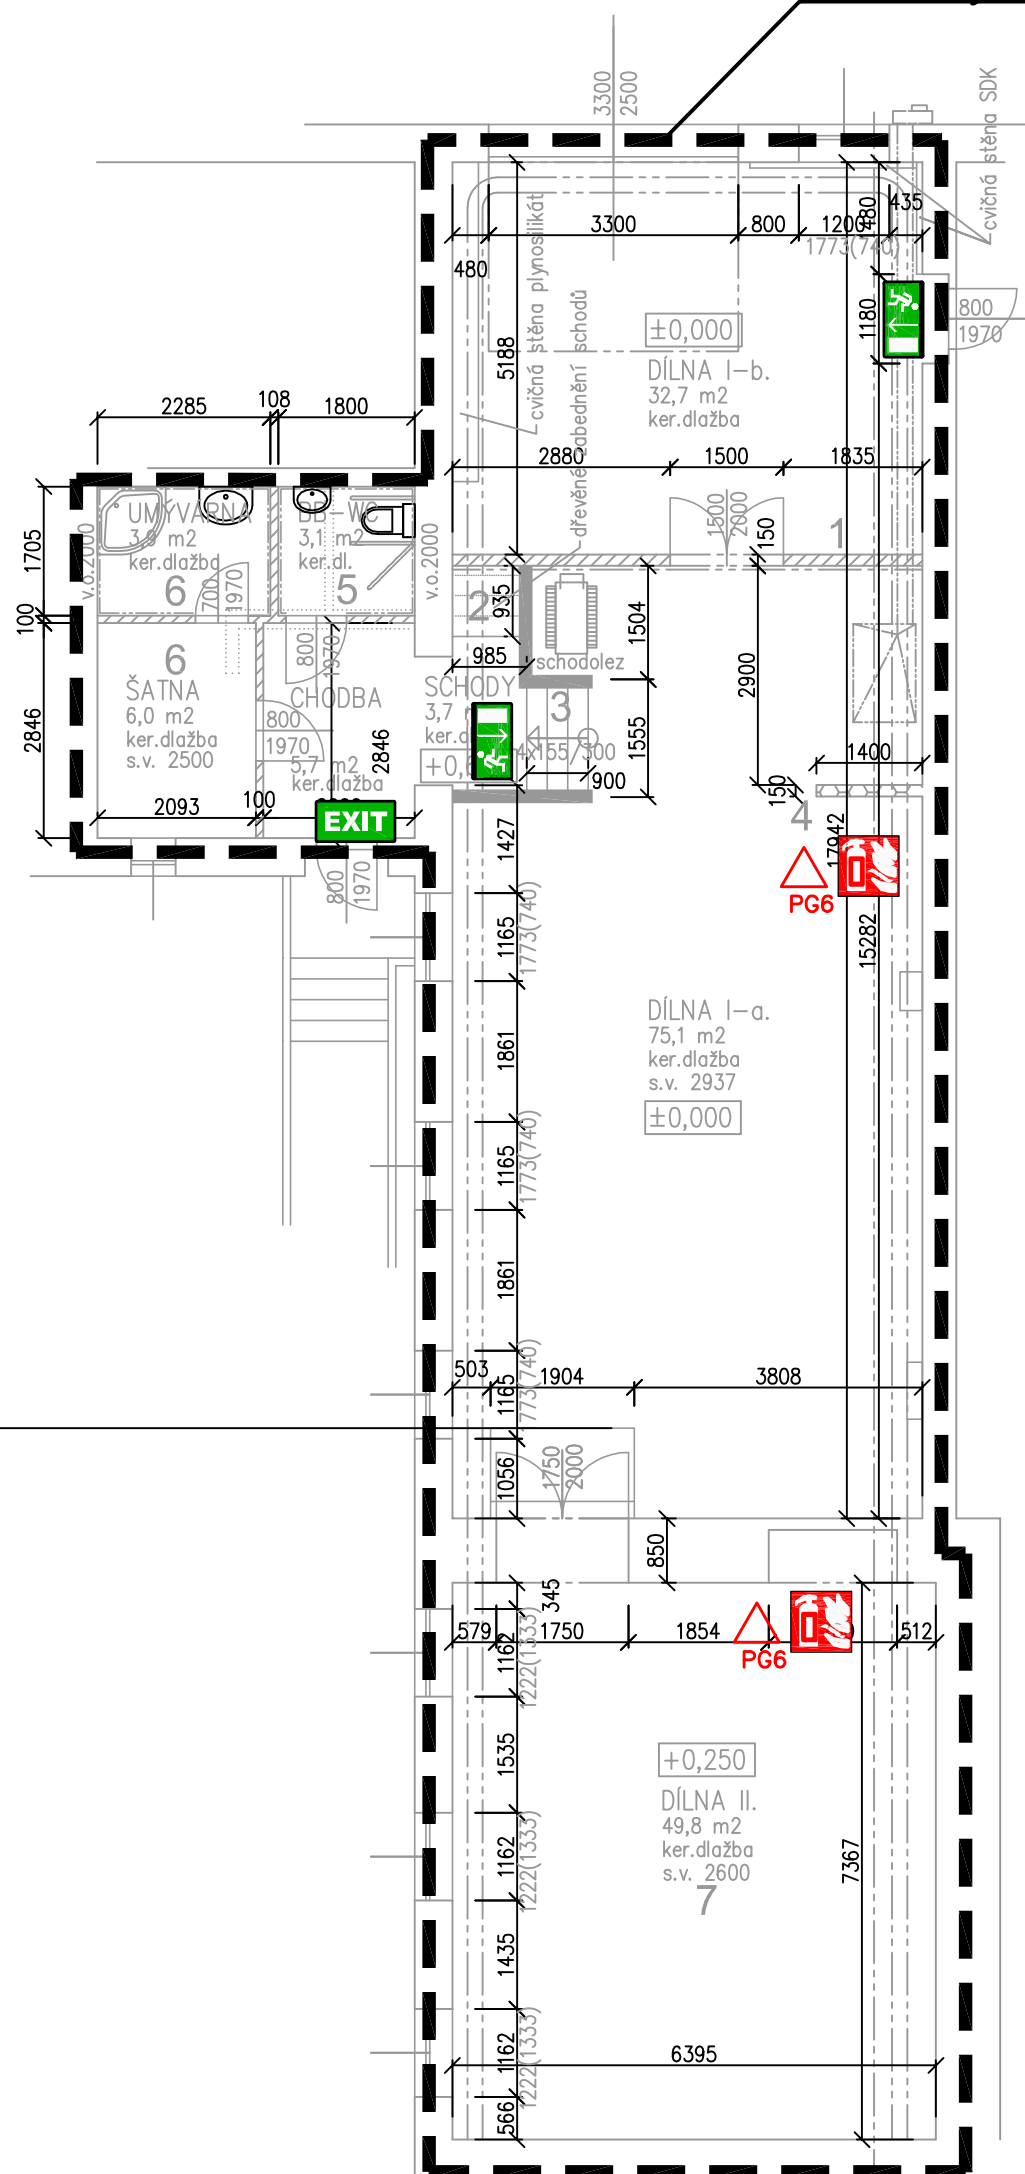 3300
2500
cvičná stěna SDK
480
435
3300
800
1200
1773(740)
480
cvičná stěna plynosilikát
dřevěné zabednění schodů
5188
±0,000
DÍLNA I-b.
32,7 m2
ker.dlažba
1180
800
1970
2285
108
1800
2880
1500
1835
1500
2000
150
1
1705
100
2846
v.o.2000
UMÝVÁRNA
3,9 m2
ker.dlažba
6
700
1970
BB-WC
3,1 m2
ker.dl.
5
v.o.2000
2
935
985
schodolez
1504
2900
1555
3
6
ŠATNA
6,0 m2
ker.dlažba
s.v. 2500
800
1970
CHODBA
800
1970
5,7 m2
ker.dlažba
2846
SCHODY
3,7
4x155/300
900
1400
150
4
2093
100
EXIT
800
1970
1427
17942
PG6
15282
1165
1773(740)
1861
DÍLNA I-a.
75,1 m2
ker.dlažba
s.v. 2937
±0,000
1165
1773(740)
1861
503
1904
3808
1165
773(740)
1056
1750
2000
850
345
579
1750
1854
512
PG6
1162
1222(1333)
1535
+0,250
DÍLNA II.
49,8 m2
ker.dlažba
s.v. 2600
7
7367
1162
1222(1333)
1435
1162
1222(1333)
6395
566